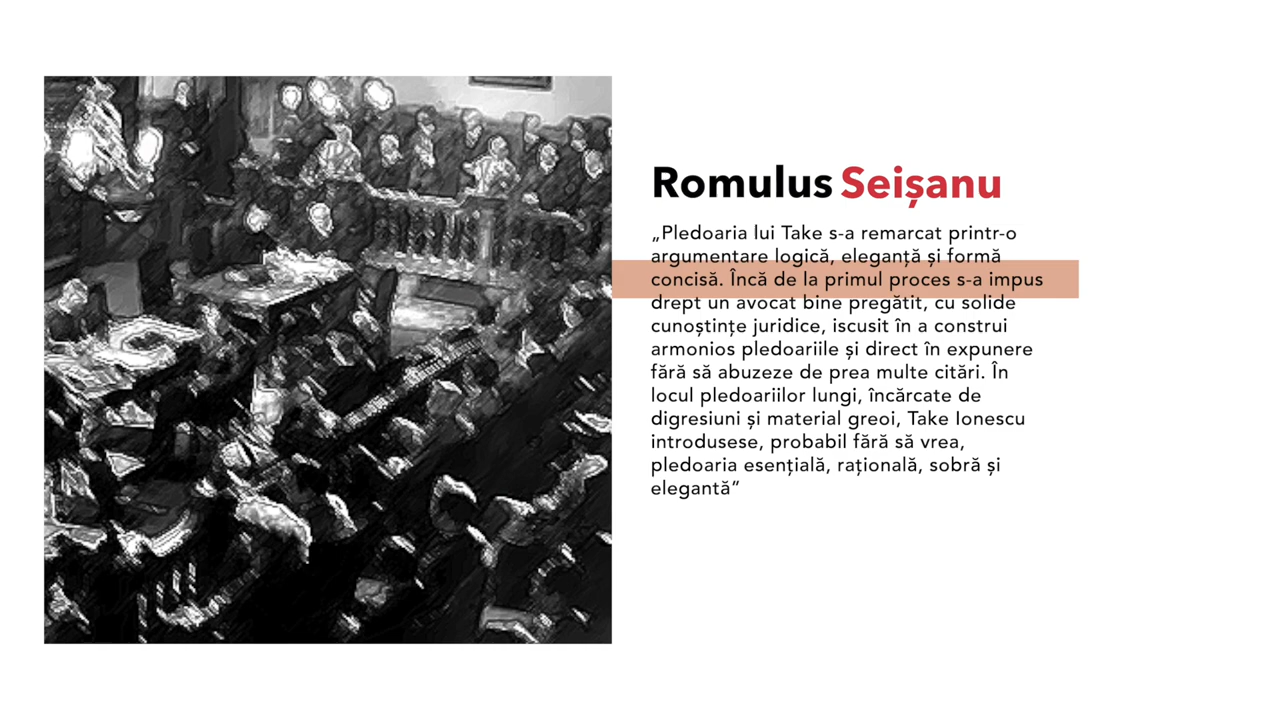 Romulus Seișanu
„Pledoaria lui Take s-a remarcat printr-o
argumentare logică, eleganță și formă
concisă. Încă de la primul proces s-a impus
drept un avocat bine pregătit, cu solide
cunoștințe juridice, iscusit în a construi
armonios pledoariile și direct în expunere
fără să abuzeze de prea multe citări. În
locul pledoariilor lungi, încărcate de
digresiuni și material greoi, Take Ionescu
introdusese, probabil fără să vrea,
pledoaria esențială, rațională, sobră și
elegantă”